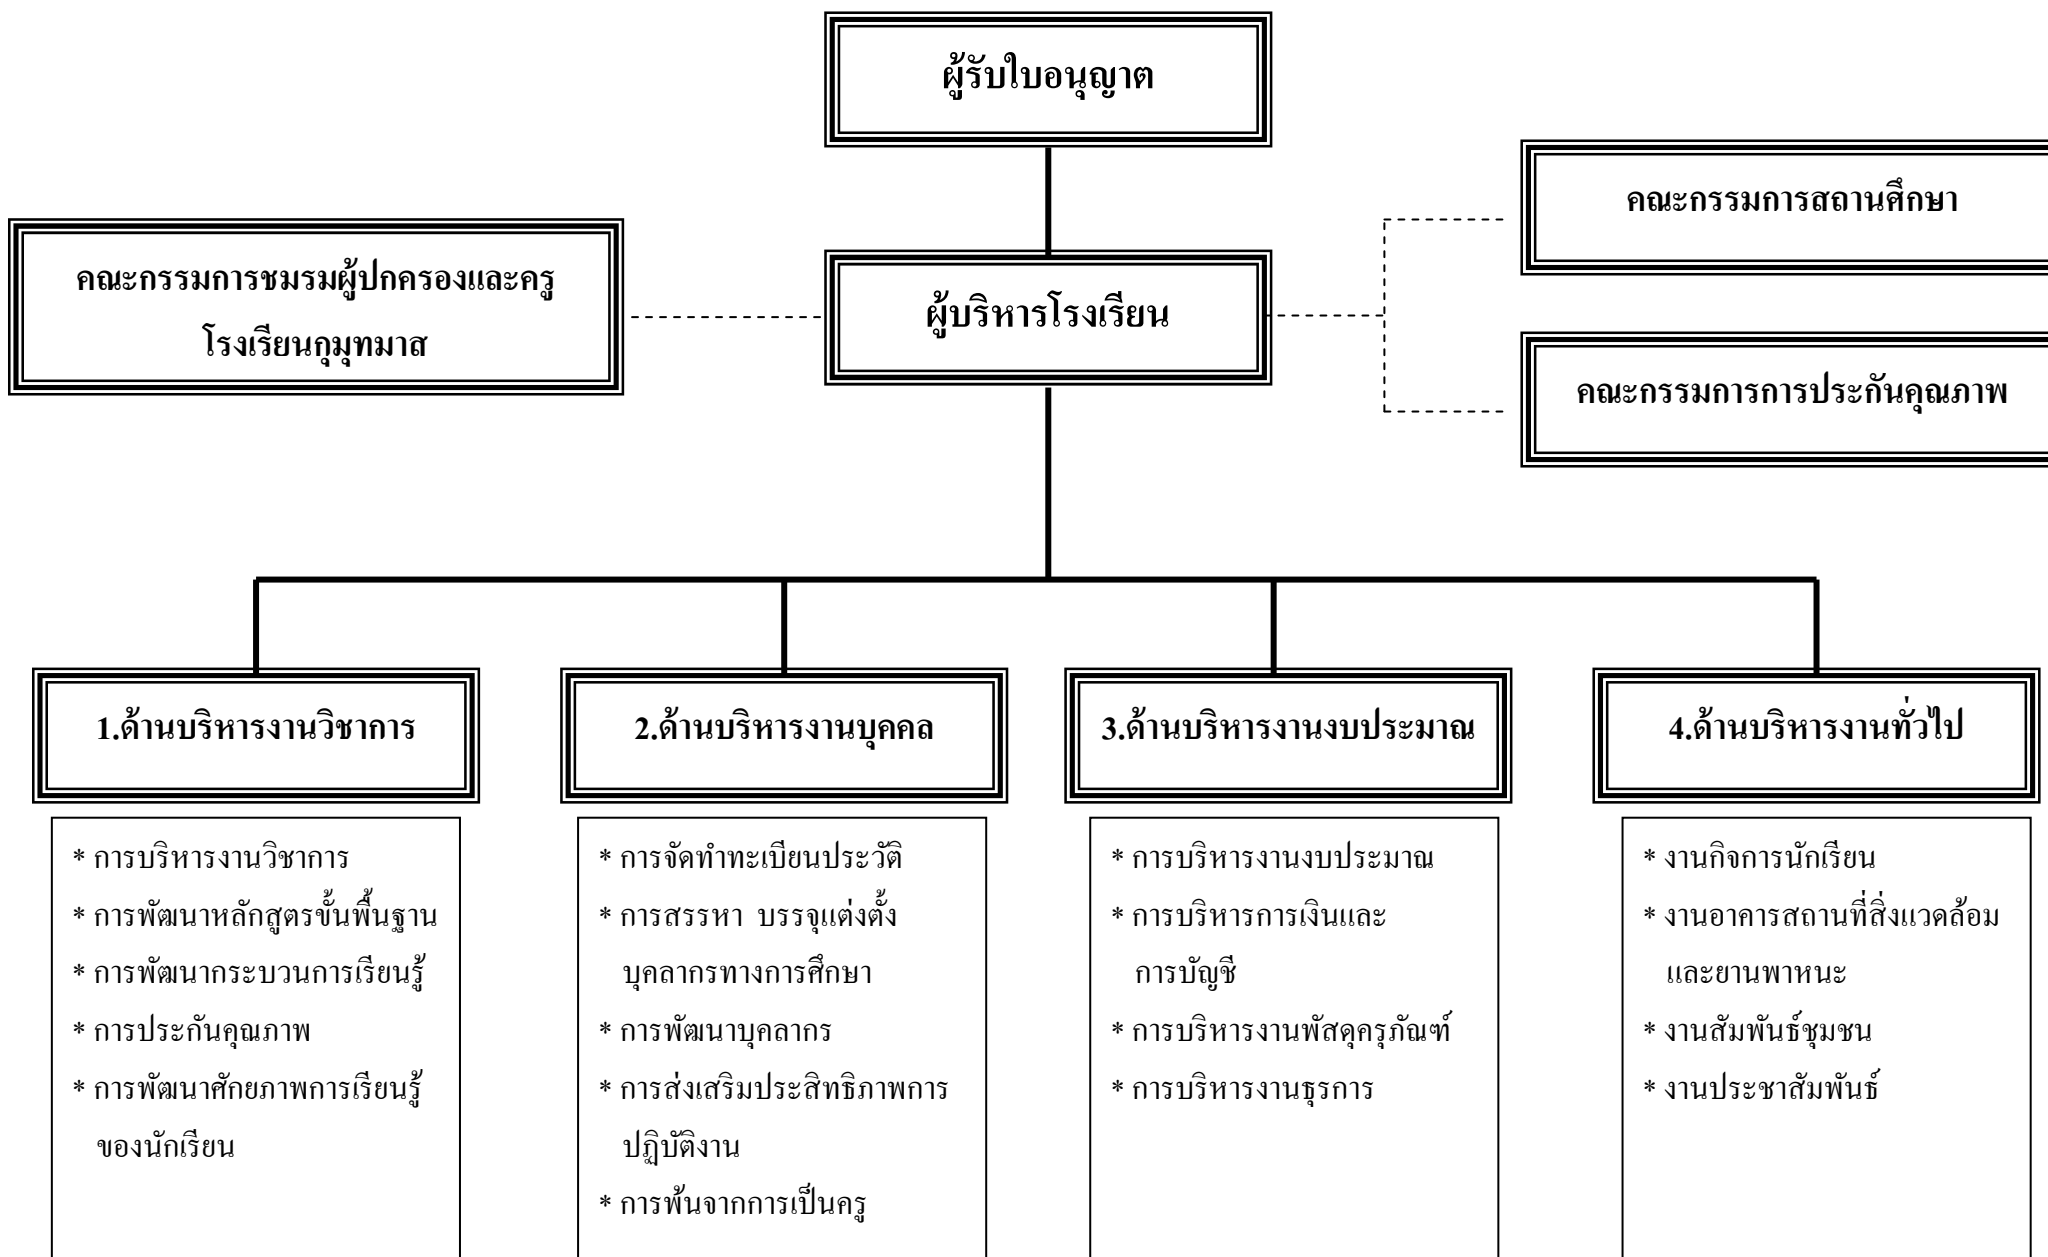 ผู้รับใบอนุญาต
คณะกรรมการสถานศึกษา
คณะกรรมการชมรมผู้ปกครองและครู
โรงเรียนกุมุทมาส
ผู้บริหารโรงเรียน
คณะกรรมการการประกันคุณภาพ
1.ด้านบริหารงานวิชาการ
* การบริหารงานวิชาการ
* การพัฒนาหลักสูตรขั้นพื้นฐาน
* การพัฒนากระบวนการเรียนรู้
* การประกันคุณภาพ
* การพัฒนาศักยภาพการเรียนรู้
ของนักเรียน
2.ด้านบริหารงานบุคคล
* การจัดทำทะเบียนประวัติ
* การสรรหา บรรจุแต่งตั้ง
บุคลากรทางการศึกษา
* การพัฒนาบุคลากร
* การส่งเสริมประสิทธิภาพการ
ปฏิบัติงาน
* การพ้นจากการเป็นครู
3.ด้านบริหารงานงบประมาณ
* การบริหารงานงบประมาณ
* การบริหารการเงินและ
การบัญชี
* การบริหารงานพัสดุครุภัณฑ์
* การบริหารงานธุรการ
4.ด้านบริหารงานทั่วไป
* งานกิจการนักเรียน
* งานอาคารสถานที่สิ่งแวดล้อม
และยานพาหนะ
* งานสัมพันธ์ชุมชน
* งานประชาสัมพันธ์